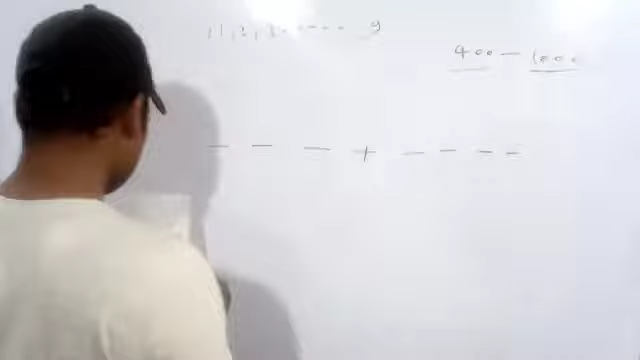 1, 2, 3 ------- 9
400 — 1000
_ _ _ + _ _ _ _